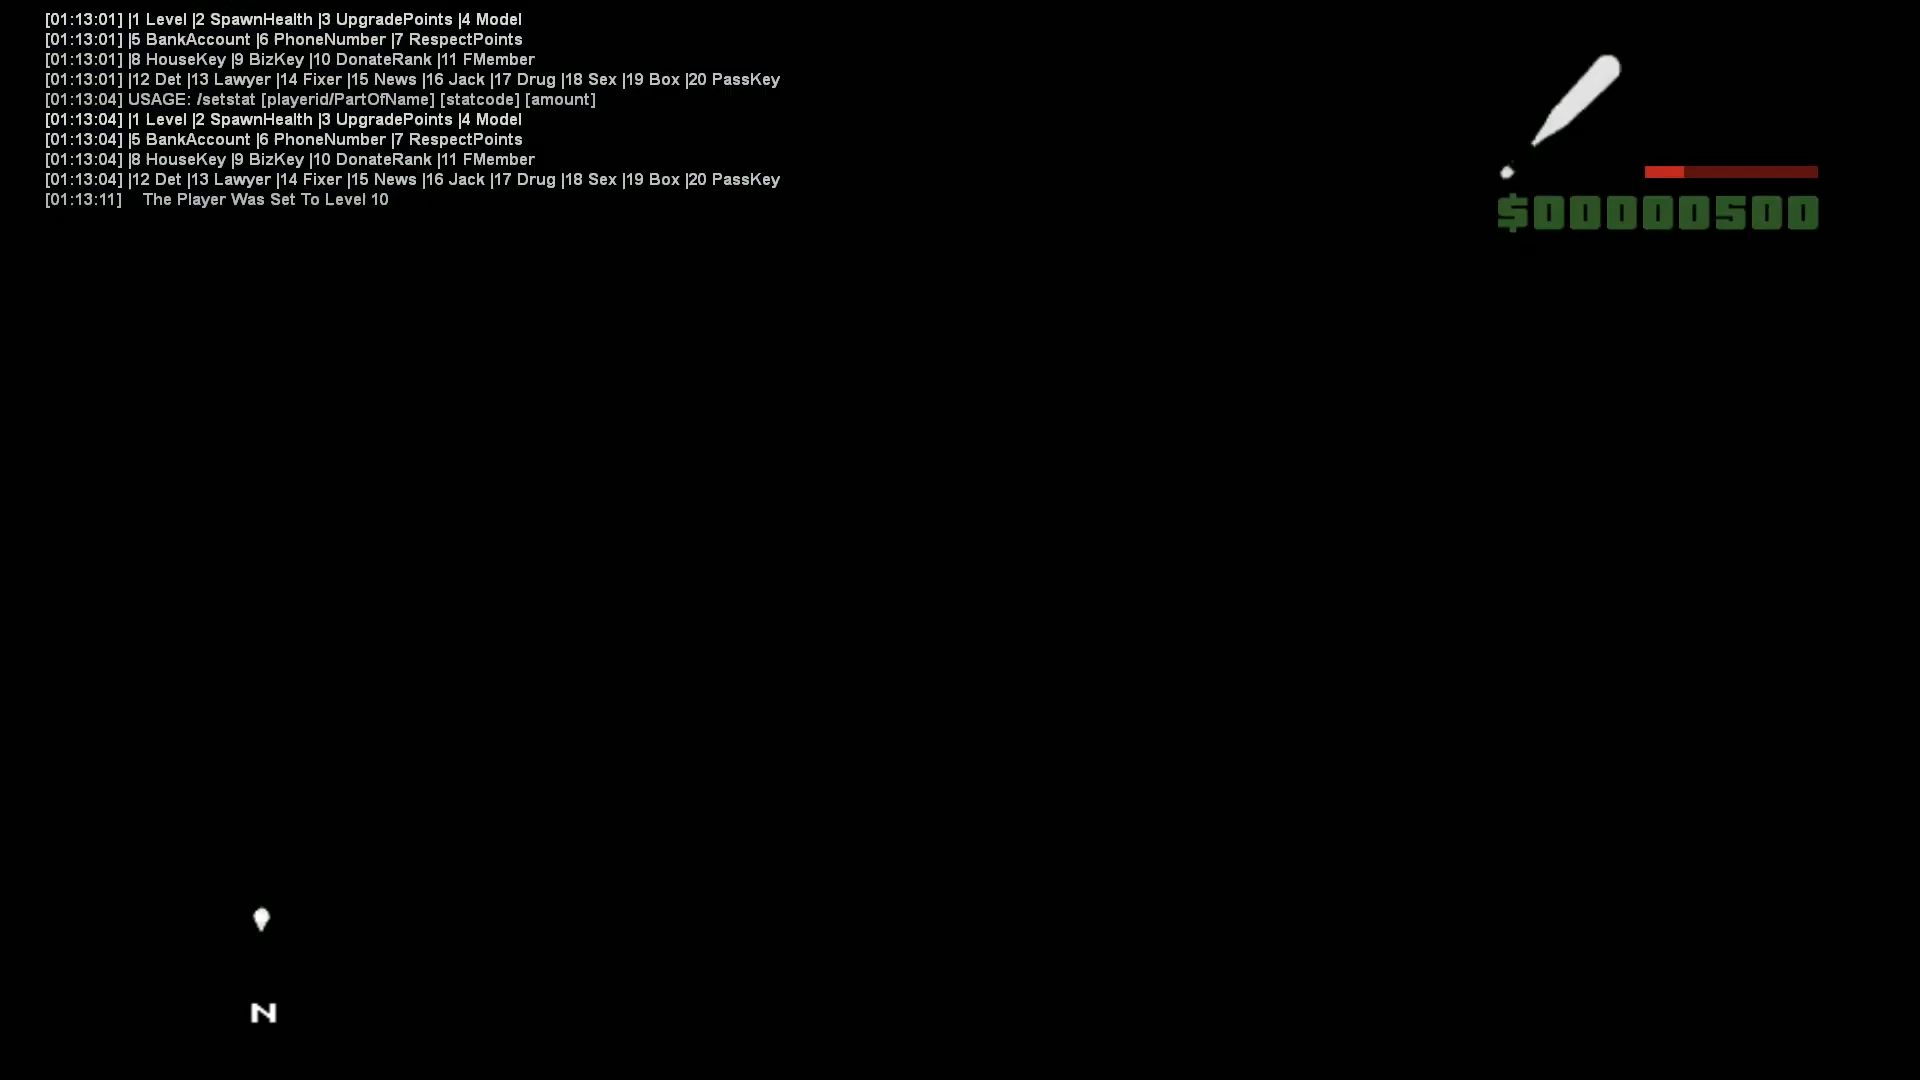 [01:13:01] |1 Level |2 SpawnHealth |3 UpgradePoints |4 Model
[01:13:01] |5 BankAccount |6 PhoneNumber |7 RespectPoints
[01:13:01] |8 HouseKey |9 BizKey |10 DonateRank |11 FMember
[01:13:01] |12 Det |13 Lawyer |14 Fixer |15 News |16 Jack |17 Drug |18 Sex |19 Box |20 PassKey
[01:13:04] USAGE: /setstat [playerid/PartOfName] [statcode] [amount]
[01:13:04] |1 Level |2 SpawnHealth |3 UpgradePoints |4 Model
[01:13:04] |5 BankAccount |6 PhoneNumber |7 RespectPoints
[01:13:04] |8 HouseKey |9 BizKey |10 DonateRank |11 FMember
[01:13:04] |12 Det |13 Lawyer |14 Fixer |15 News |16 Jack |17 Drug |18 Sex |19 Box |20 PassKey
[01:13:11] The Player Was Set To Level 10
$00000500
N